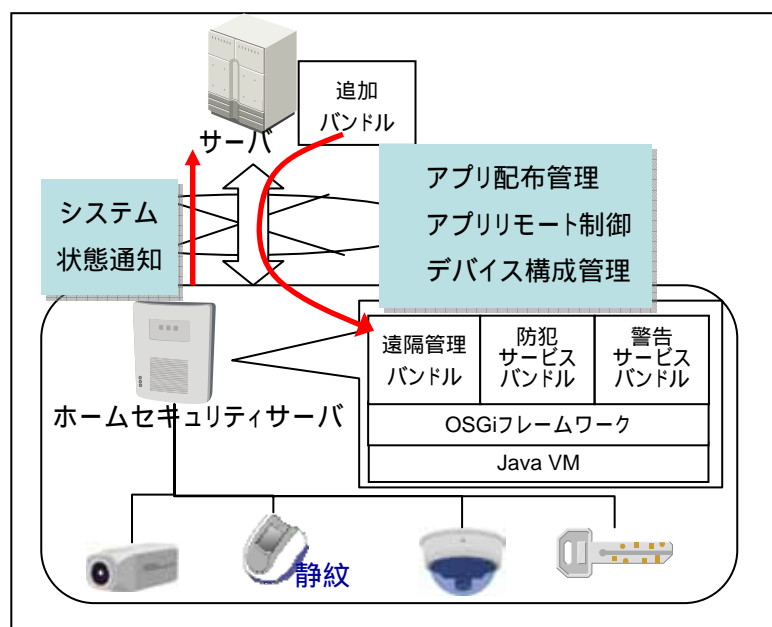 追加
バンドル
サーバ
システム
状態通知
アプリ配布管理
アプリリモート制御
デバイス構成管理
遠隔管理
バンドル
防犯
サービス
バンドル
警告
サービス
バンドル
OSGiフレームワーク
Java VM
ホームセキュリティサーバ
静紋